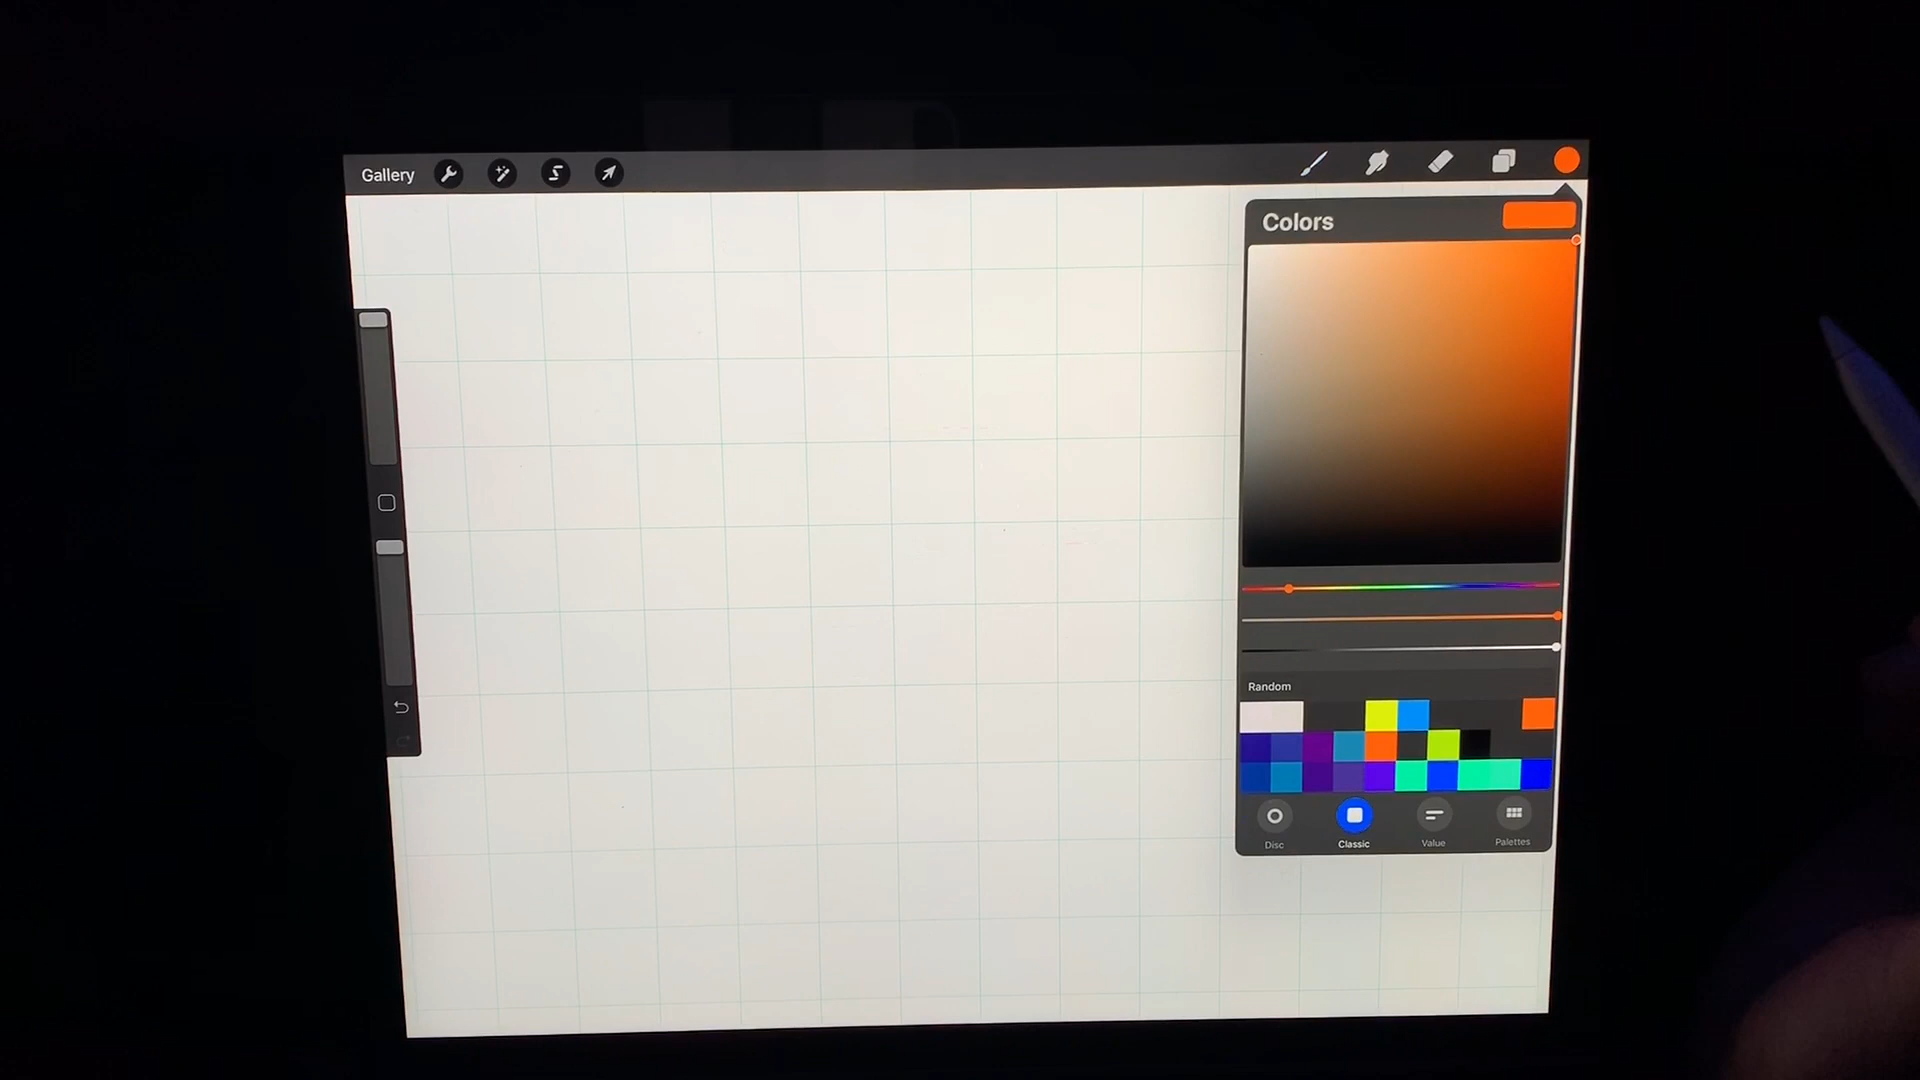 Gallery
Colors
Random
Disc
Classic
Value
Palettes